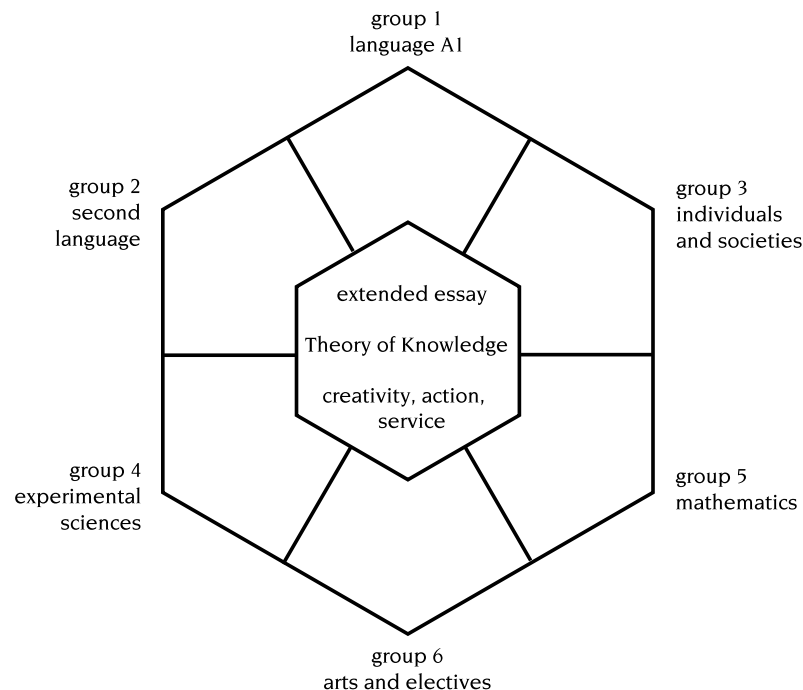 group 1
language A1
group 2
second
language
group 3
individuals
and societies
extended essay
Theory of Knowledge
creativity, action,
service
group 4
experimental
sciences
group 5
mathematics
group 6
arts and electives